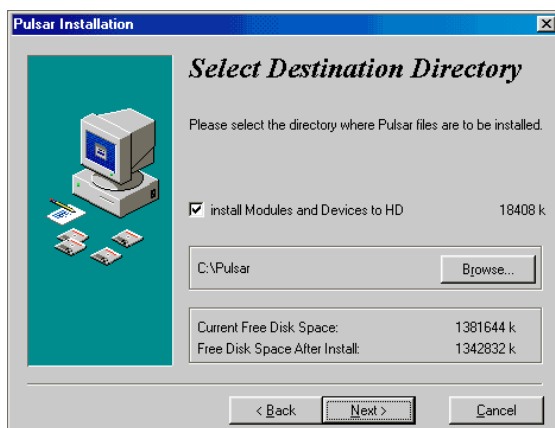 Pulsar Installation
Select Destination Directory
Please select the directory where Pulsar files are to be installed.
install Modules and Devices to HD 18408 k
C:\Pulsar Browse...
Current Free Disk Space: 1381644 k
Free Disk Space After Install: 1342832 k
< Back Next > Cancel